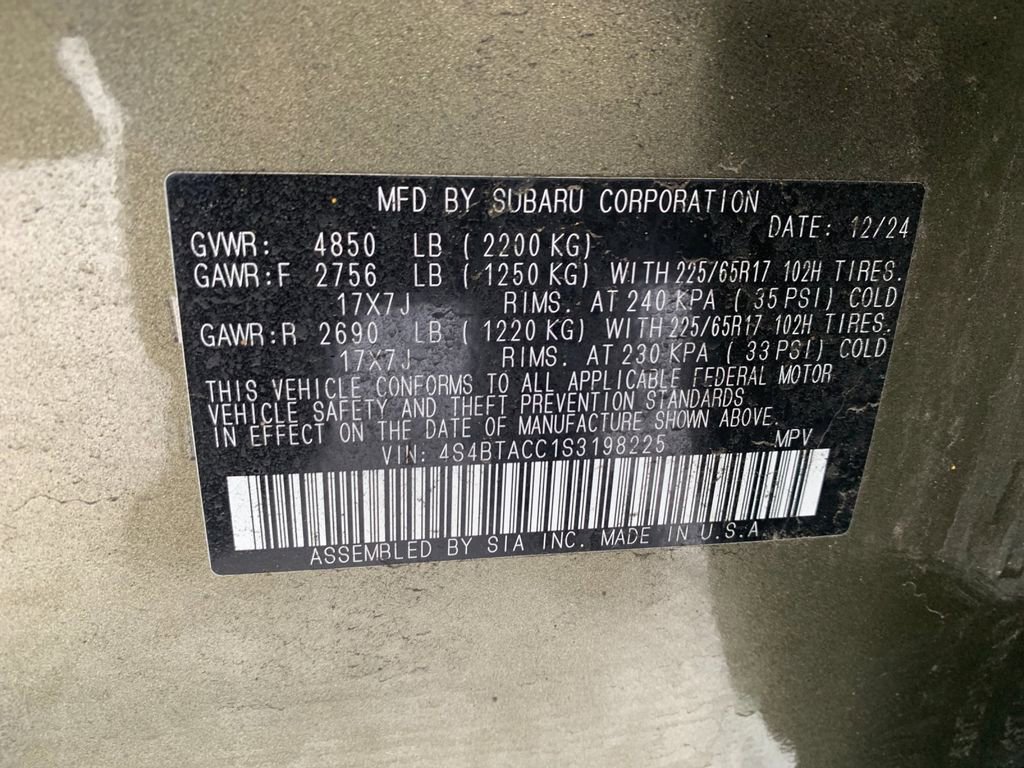 MFD BY SUBARU CORPORATION
DATE: 12/24
GVWR: 4850 LB ( 2200 KG)
GAWR:F 2756 LB ( 1250 KG) WITH 225/65R17 102H TIRES.
17X7J RIMS. AT 240 KPA ( 35 PSI) COLD
GAWR:R 2690 LB ( 1220 KG) WITH 225/65R17 102H TIRES.
17X7J RIMS. AT 230 KPA ( 33 PSI) COLD
THIS VEHICLE CONFORMS TO ALL APPLICABLE FEDERAL MOTOR
VEHICLE SAFETY AND THEFT PREVENTION STANDARDS
IN EFFECT ON THE DATE OF MANUFACTURE SHOWN ABOVE.
VIN: 4S4BTACC1S3198225 MPV
ASSEMBLED BY SIA INC. MADE IN U.S.A